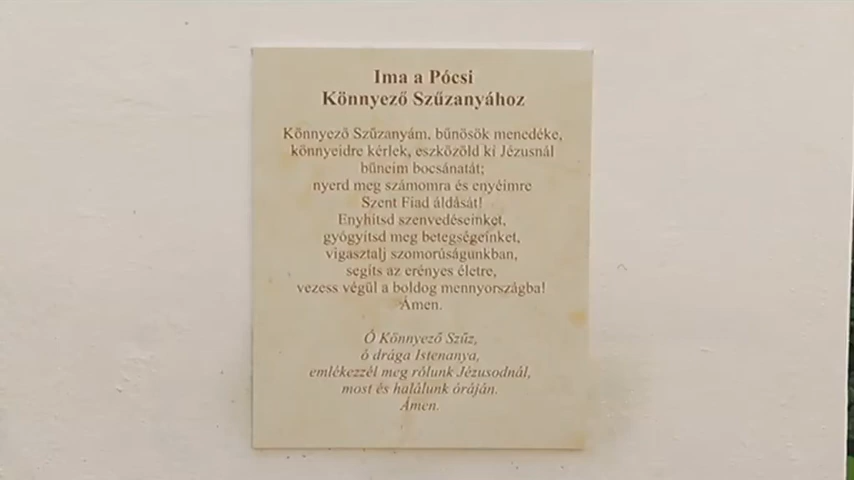 Ima a Pócsi
Könnyező Szűzanyához
Könnyező Szűzanyám, bűnösök menedéke,
könnyeidre kérlek, eszközöld ki Jézusnál
bűneim bocsánatát;
nyerd meg számomra és enyéimre
Szent Fiad áldását!
Enyhítsd szenvedéseinket,
gyógyítsd meg betegségeinket,
vigasztalj szomorúságunkban,
segíts az erényes életre,
vezess végül a boldog mennyországba!
Ámen.
Ó Könnyező Szűz,
ó drága Istenanya,
emlékezzél meg rólunk Jézusodnál,
most és halálunk óráján.
Ámen.